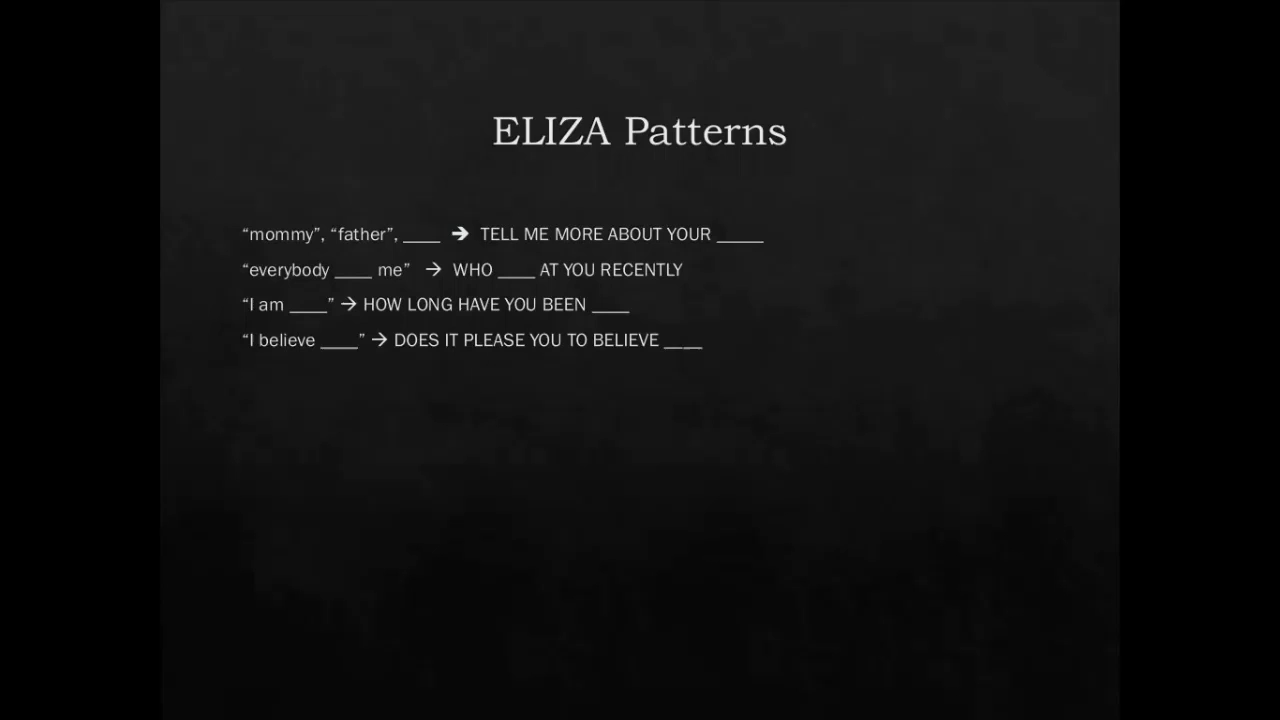 ELIZA Patterns
“mommy”, “father”, ____ ➔ TELL ME MORE ABOUT YOUR _____
“everybody ____ me” → WHO ____ AT YOU RECENTLY
“I am ____” → HOW LONG HAVE YOU BEEN ____
“I believe ____” → DOES IT PLEASE YOU TO BELIEVE ____